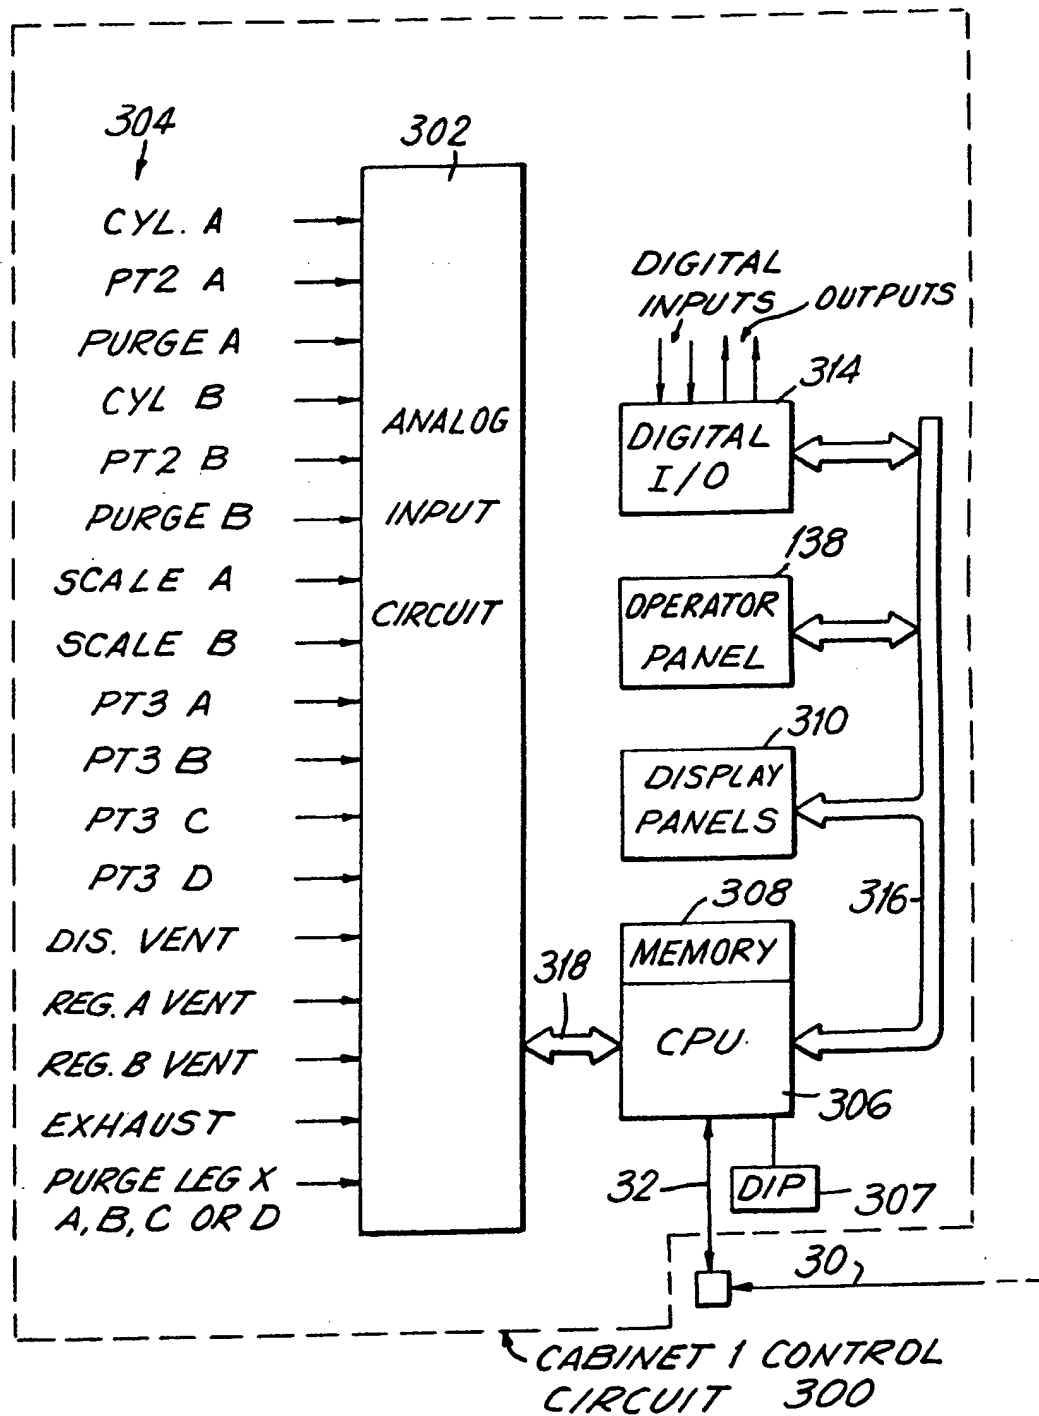 304
302
CYL. A
PT2 A
PURGE A
CYL B
PT2 B
PURGE B
SCALE A
SCALE B
PT3 A
PT3 B
PT3 C
PT3 D
DIS. VENT
REG. A VENT
REG. B VENT
EXHAUST
PURGE LEG X
A, B, C OR D
ANALOG
INPUT
CIRCUIT
DIGITAL
INPUTS
OUTPUTS
314
DIGITAL
I/O
138
OPERATOR
PANEL
310
DISPLAY
PANELS
316
308
MEMORY
318
CPU
306
32
DIP
307
30
CABINET 1 CONTROL
CIRCUIT 300